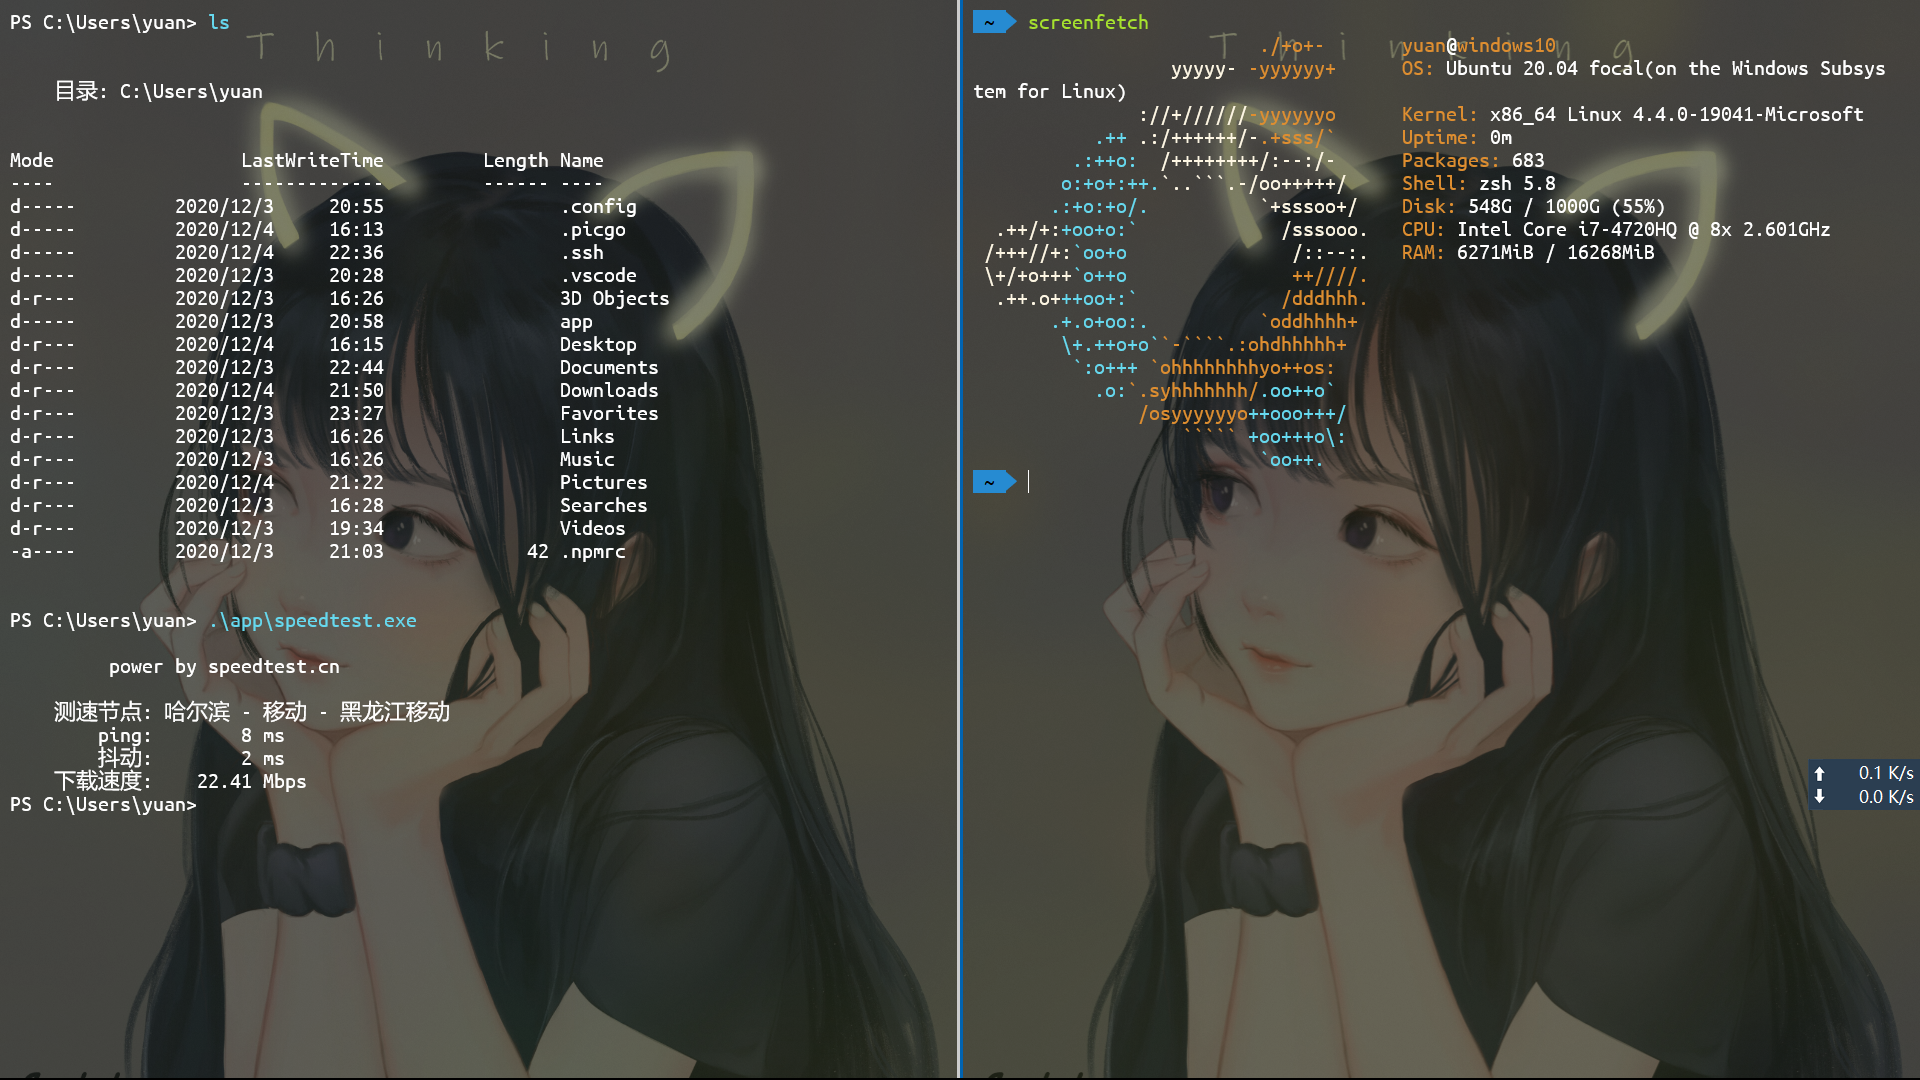 PS C:\Users\yuan> ls
Thinking
目录: C:\Users\yuan
Mode LastWriteTime Length Name
---- ------------- ------ ----
d----- 2020/12/3 20:55 .config
d----- 2020/12/4 16:13 .picgo
d----- 2020/12/4 22:36 .ssh
d----- 2020/12/3 20:28 .vscode
d-r--- 2020/12/3 16:26 3D Objects
d----- 2020/12/3 20:58 app
d-r--- 2020/12/4 16:15 Desktop
d-r--- 2020/12/3 22:44 Documents
d-r--- 2020/12/4 21:50 Downloads
d-r--- 2020/12/3 23:27 Favorites
d-r--- 2020/12/3 16:26 Links
d-r--- 2020/12/3 16:26 Music
d-r--- 2020/12/4 21:22 Pictures
d-r--- 2020/12/3 16:28 Searches
d-r--- 2020/12/3 19:34 Videos
-a---- 2020/12/3 21:03 42 .npmrc
PS C:\Users\yuan> .\app\speedtest.exe
power by speedtest.cn
测速节点: 哈尔滨 - 移动 - 黑龙江移动
ping: 8 ms
抖动: 2 ms
下载速度: 22.41 Mbps
PS C:\Users\yuan>
~ screenfetch
Thinking
./+o+- yuan@windows10
yyyyy- -yyyyyy+ OS: Ubuntu 20.04 focal(on the Windows Subsys
tem for Linux)
://+//////-yyyyyyo Kernel: x86_64 Linux 4.4.0-19041-Microsoft
.++ .:/++++++/-.+sss/` Uptime: 0m
.:++o: /++++++++/:--:/- Packages: 683
o:+o+:++.`..```.-/oo+++++/ Shell: zsh 5.8
.:+o:+o/. `+sssoo+/ Disk: 548G / 1000G (55%)
.++/+:+oo+o:` /sssooo. CPU: Intel Core i7-4720HQ @ 8x 2.601GHz
/+++//+:`oo+o /::--:. RAM: 6271MiB / 16268MiB
\+/+o+++`o++o ++////.
.++.o+++oo+:` /dddhhh.
.+.o+oo:. `oddhhhh+
\+.++o+o``-````.:ohdhhhhh+
`:o+++ `ohhhhhhhhyo++os:
.o:`.syhhhhhhh/.oo++o`
/osyyyyyyo++ooo+++/
````` +oo+++o\:
`oo++.
~
0.1 K/s
0.0 K/s